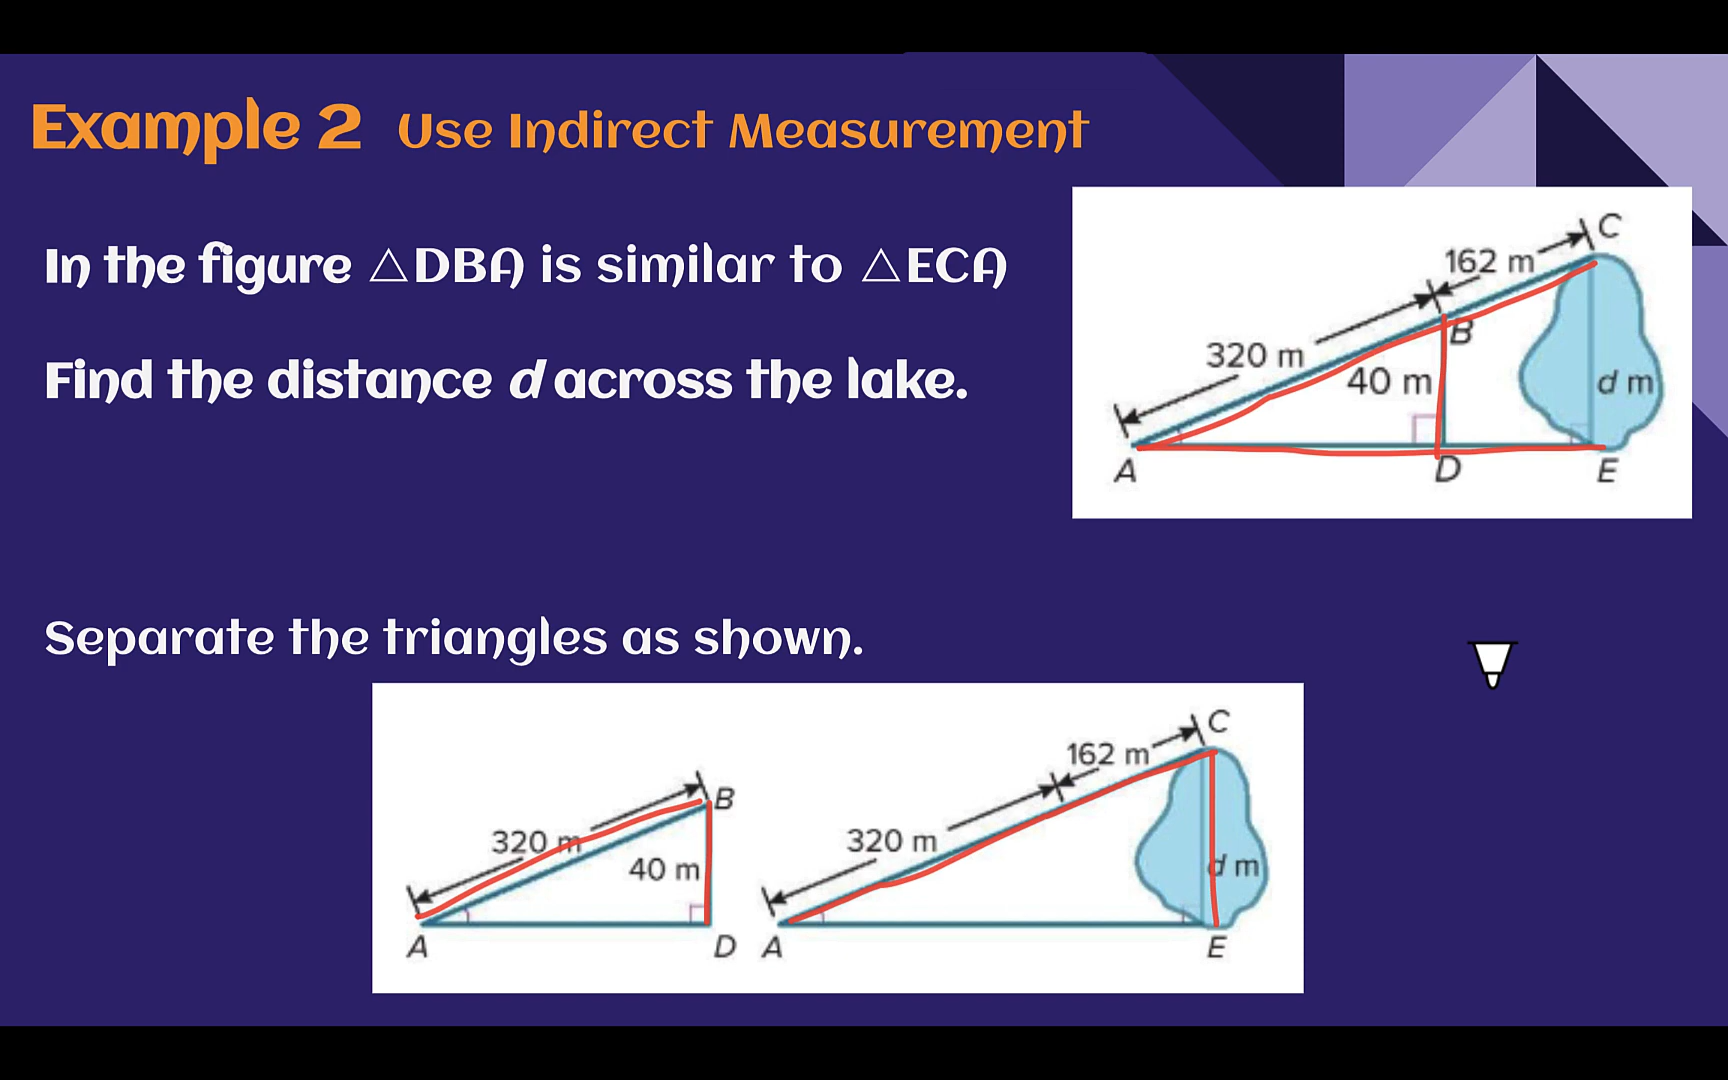 Example 2 Use Indirect Measurement
In the figure △DBA is similar to △ECA
Find the distance d across the lake.
C
162 m
B
320 m
40 m
d m
A
D
E
Separate the triangles as shown.
B
320 m
40 m
A
D
C
162 m
320 m
d m
A
E